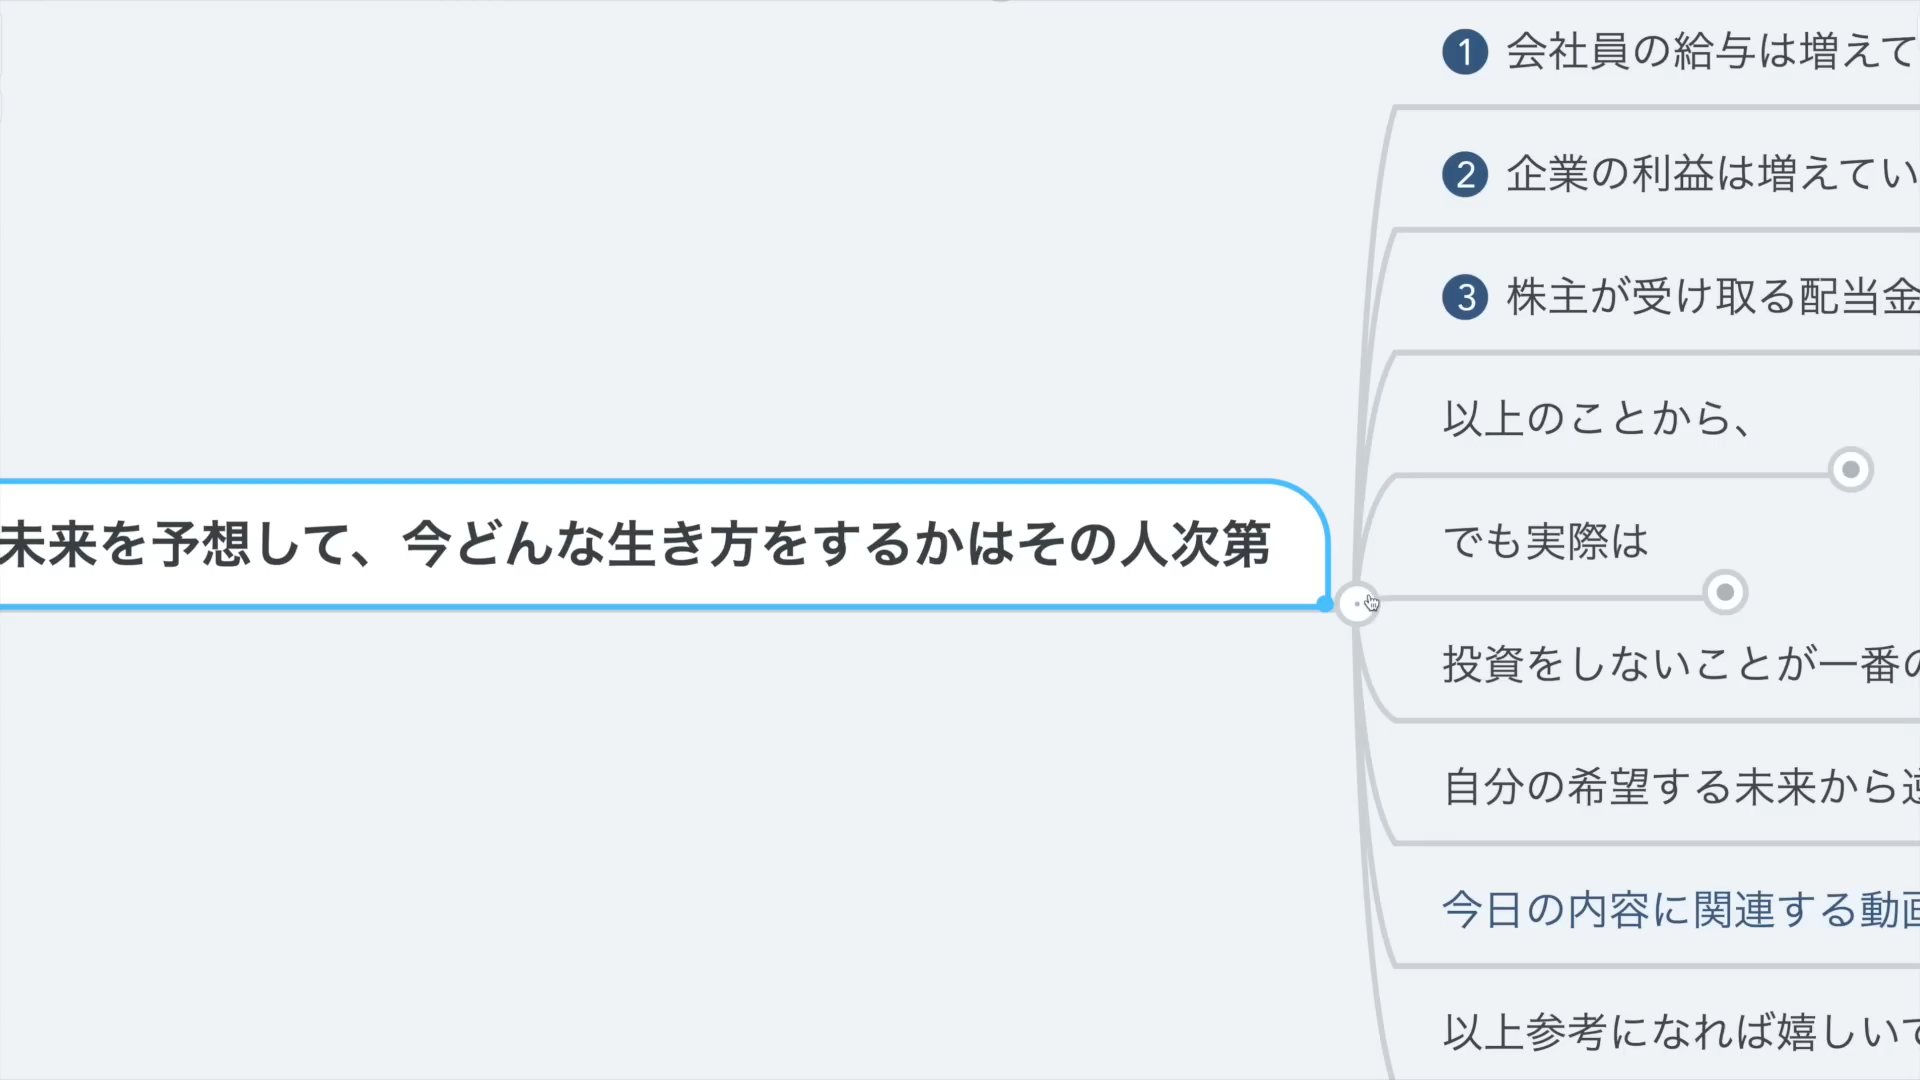 1 会社員の給与は増えて
2 企業の利益は増えてい
3 株主が受け取る配当金
以上のことから、
未来を予想して、今どんな生き方をするかはその人次第
でも実際は
投資をしないことが一番の
自分の希望する未来から逆
今日の内容に関連する動画
以上参考になれば嬉しいで